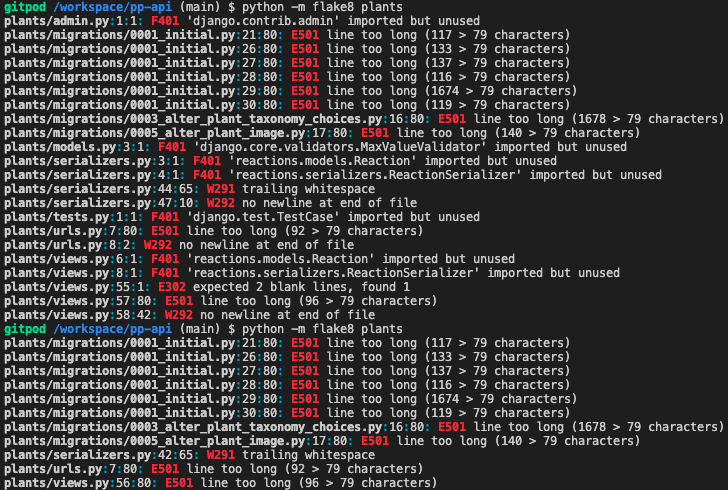 gitpod /workspace/pp-api (main) $ python -m flake8 plants
plants/admin.py:1:1: F401 'django.contrib.admin' imported but unused
plants/migrations/0001_initial.py:21:80: E501 line too long (117 > 79 characters)
plants/migrations/0001_initial.py:26:80: E501 line too long (133 > 79 characters)
plants/migrations/0001_initial.py:27:80: E501 line too long (137 > 79 characters)
plants/migrations/0001_initial.py:28:80: E501 line too long (116 > 79 characters)
plants/migrations/0001_initial.py:29:80: E501 line too long (1674 > 79 characters)
plants/migrations/0001_initial.py:30:80: E501 line too long (119 > 79 characters)
plants/migrations/0003_alter_plant_taxonomy_choices.py:16:80: E501 line too long (1678 > 79 characters)
plants/migrations/0005_alter_plant_image.py:17:80: E501 line too long (140 > 79 characters)
plants/models.py:3:1: F401 'django.core.validators.MaxValueValidator' imported but unused
plants/serializers.py:3:1: F401 'reactions.models.Reaction' imported but unused
plants/serializers.py:4:1: F401 'reactions.serializers.ReactionSerializer' imported but unused
plants/serializers.py:44:65: W291 trailing whitespace
plants/serializers.py:47:10: W292 no newline at end of file
plants/tests.py:1:1: F401 'django.test.TestCase' imported but unused
plants/urls.py:7:80: E501 line too long (92 > 79 characters)
plants/urls.py:8:2: W292 no newline at end of file
plants/views.py:6:1: F401 'reactions.models.Reaction' imported but unused
plants/views.py:8:1: F401 'reactions.serializers.ReactionSerializer' imported but unused
plants/views.py:55:1: E302 expected 2 blank lines, found 1
plants/views.py:57:80: E501 line too long (96 > 79 characters)
plants/views.py:58:42: W292 no newline at end of file
gitpod /workspace/pp-api (main) $ python -m flake8 plants
plants/migrations/0001_initial.py:21:80: E501 line too long (117 > 79 characters)
plants/migrations/0001_initial.py:26:80: E501 line too long (133 > 79 characters)
plants/migrations/0001_initial.py:27:80: E501 line too long (137 > 79 characters)
plants/migrations/0001_initial.py:28:80: E501 line too long (116 > 79 characters)
plants/migrations/0001_initial.py:29:80: E501 line too long (1674 > 79 characters)
plants/migrations/0001_initial.py:30:80: E501 line too long (119 > 79 characters)
plants/migrations/0003_alter_plant_taxonomy_choices.py:16:80: E501 line too long (1678 > 79 characters)
plants/migrations/0005_alter_plant_image.py:17:80: E501 line too long (140 > 79 characters)
plants/serializers.py:42:65: W291 trailing whitespace
plants/urls.py:7:80: E501 line too long (92 > 79 characters)
plants/views.py:56:80: E501 line too long (96 > 79 characters)